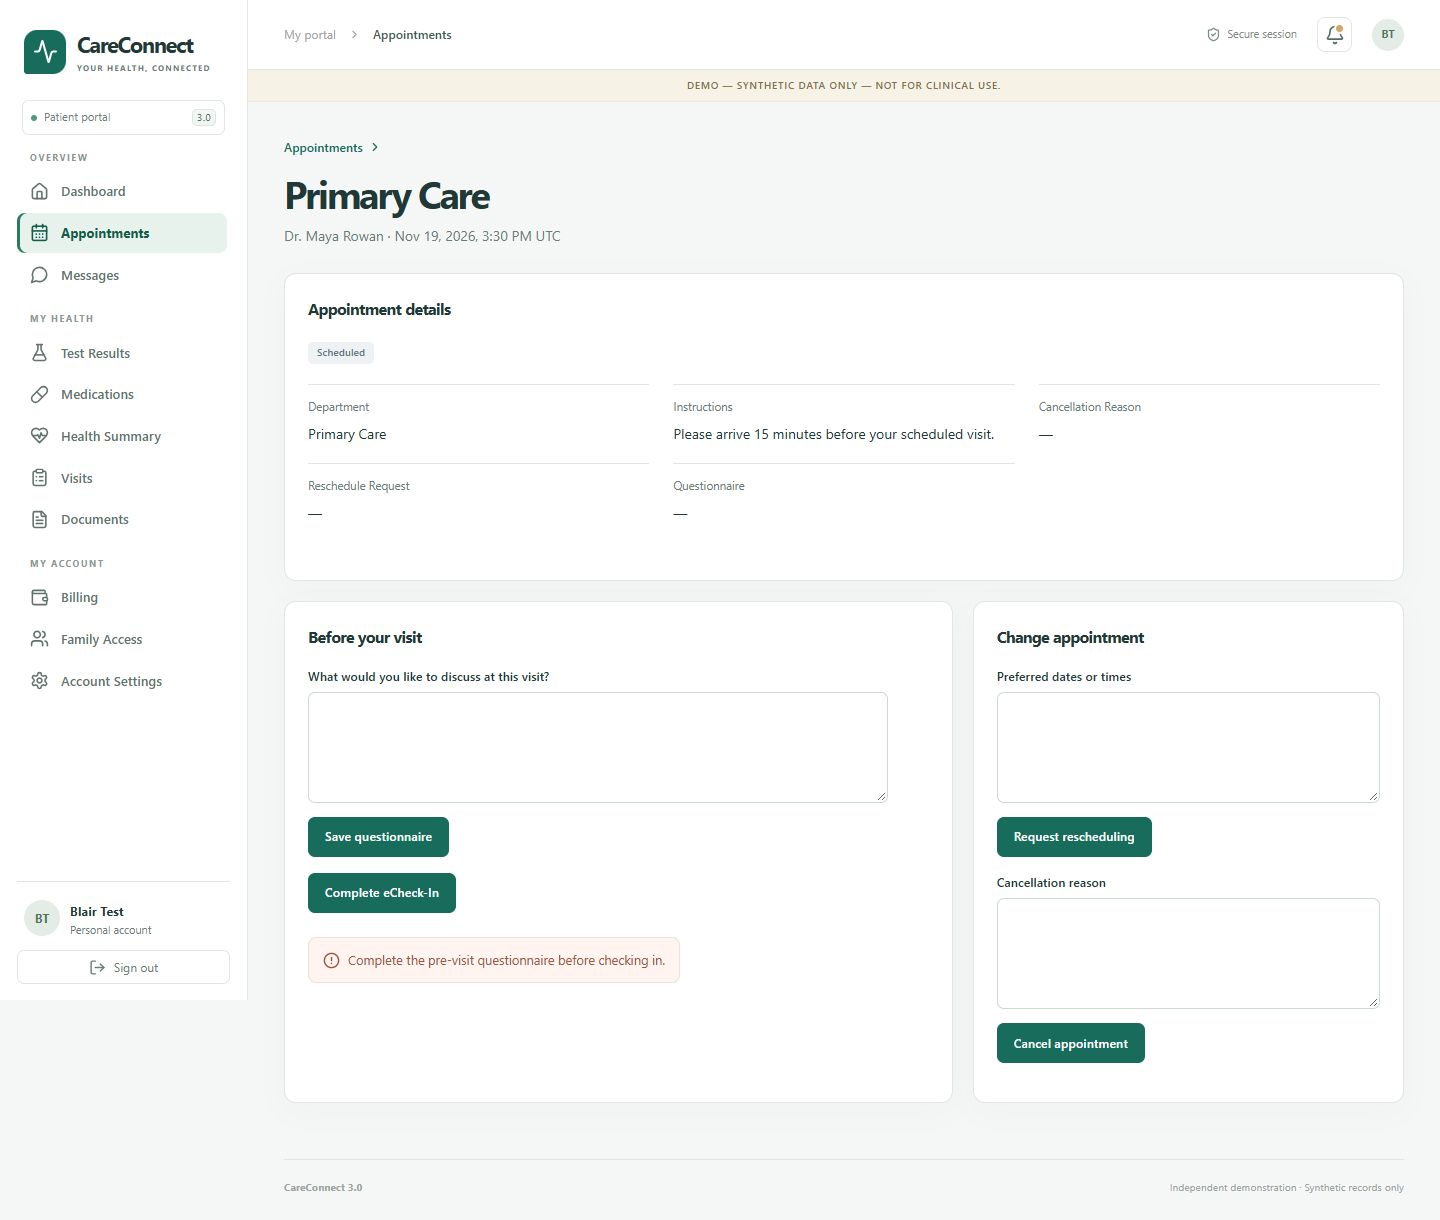 CareConnect
YOUR HEALTH, CONNECTED
Patient portal 3.0
OVERVIEW
Dashboard
Appointments
Messages
MY HEALTH
Test Results
Medications
Health Summary
Visits
Documents
MY ACCOUNT
Billing
Family Access
Account Settings
BT
Blair Test
Personal account
Sign out
My portal > Appointments
Secure session
BT
DEMO — SYNTHETIC DATA ONLY — NOT FOR CLINICAL USE.
Appointments >
Primary Care
Dr. Maya Rowan · Nov 19, 2026, 3:30 PM UTC
Appointment details
Scheduled
Department
Primary Care
Instructions
Please arrive 15 minutes before your scheduled visit.
Cancellation Reason
—
Reschedule Request
—
Questionnaire
—
Before your visit
What would you like to discuss at this visit?
Save questionnaire
Complete eCheck-In
Complete the pre-visit questionnaire before checking in.
Change appointment
Preferred dates or times
Request rescheduling
Cancellation reason
Cancel appointment
CareConnect 3.0
Independent demonstration · Synthetic records only